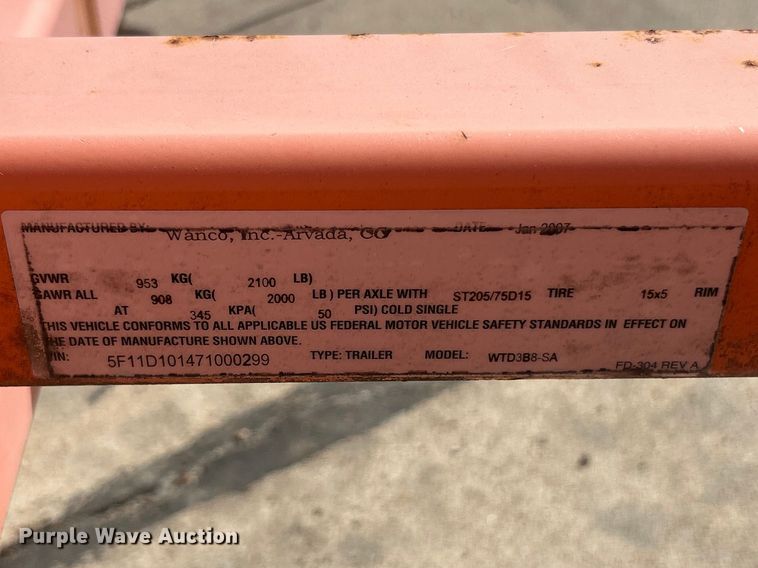 MANUFACTURED BY: Wanco, Inc.-Arvada, CO DATE: Jan 2007
GVWR 953 KG( 2100 LB)
GAWR ALL 908 KG( 2000 LB) PER AXLE WITH ST205/75D15 TIRE 15x5 RIM
AT 345 KPA( 50 PSI) COLD SINGLE
THIS VEHICLE CONFORMS TO ALL APPLICABLE US FEDERAL MOTOR VEHICLE SAFETY STANDARDS IN EFFECT ON
THE DATE OF MANUFACTURE SHOWN ABOVE.
VIN: 5F11D101471000299 TYPE: TRAILER MODEL: WTD3B8-SA
FD-304 REV A
Purple Wave Auction
www.purplewave.com